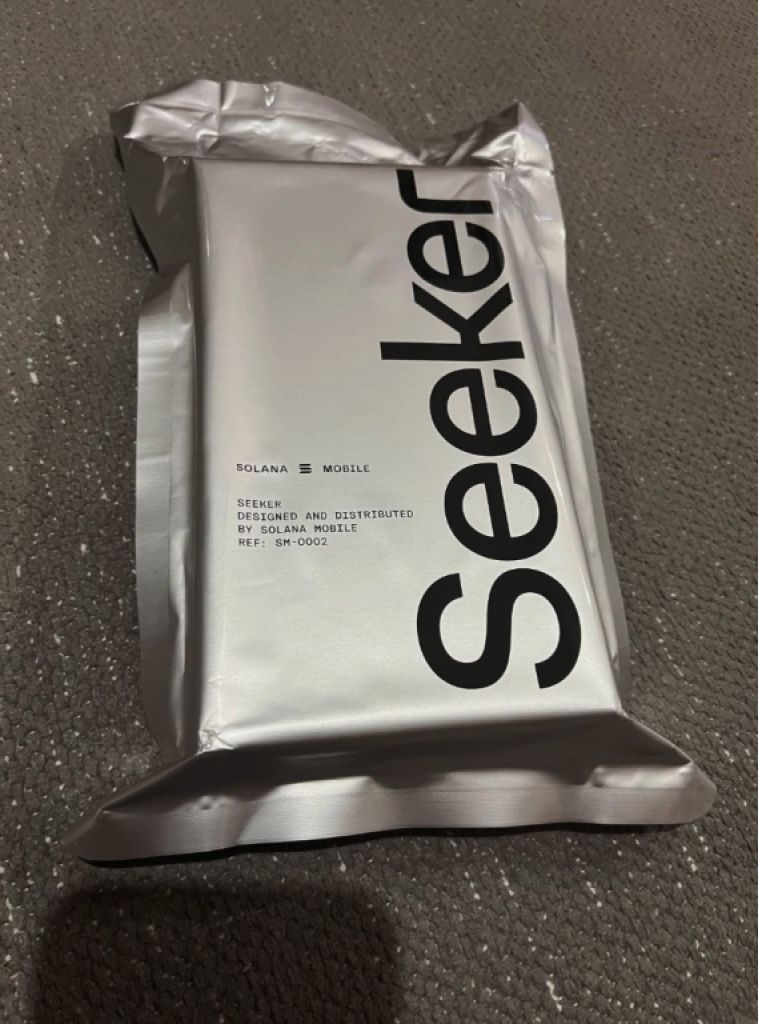 Seeker
SOLANA MOBILE
SEEKER
DESIGNED AND DISTRIBUTED
BY SOLANA MOBILE
REF: SM-0002